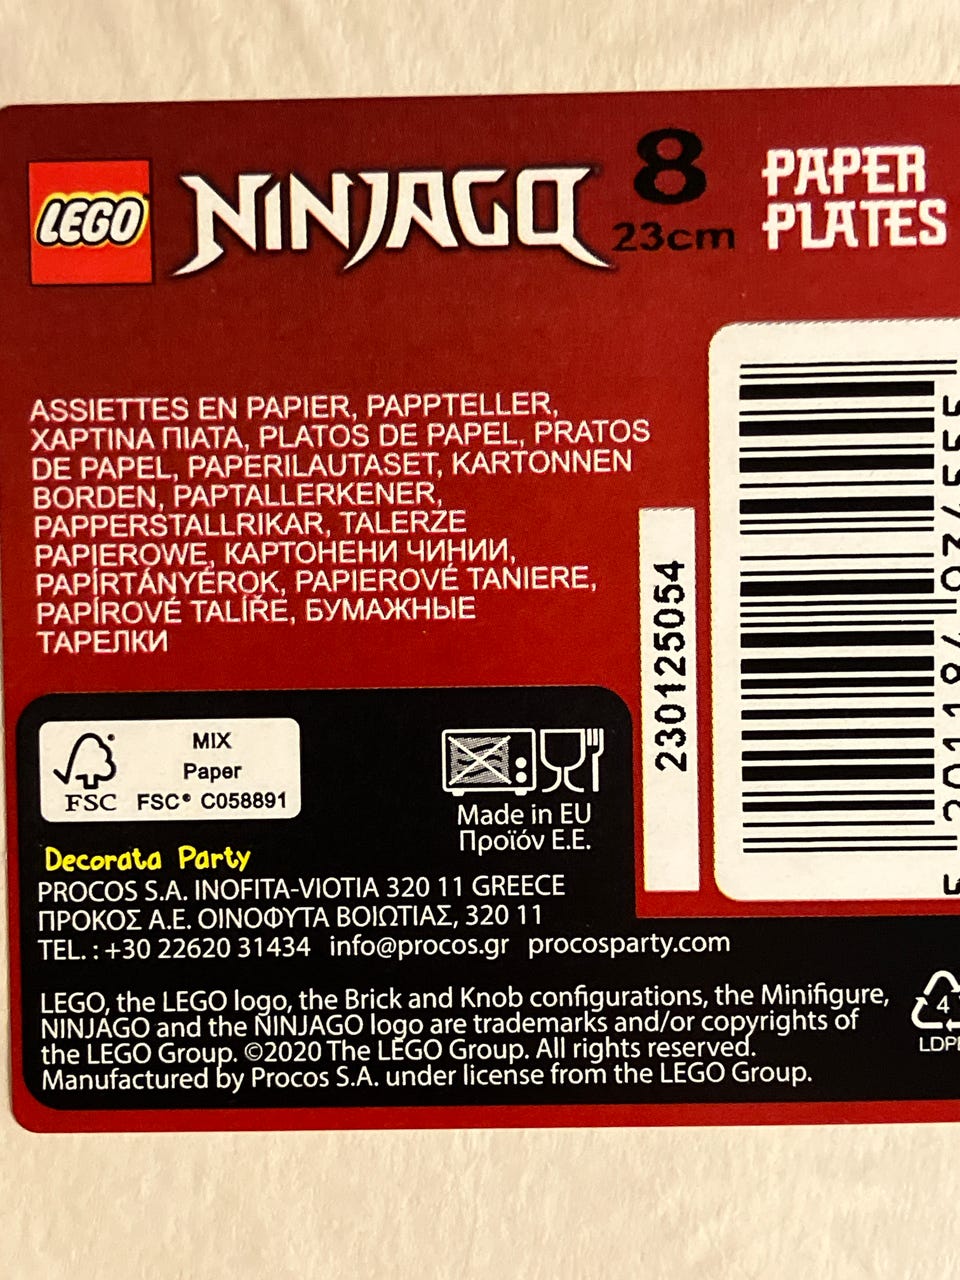 LEGO NINJAGO 8 PAPER
23cm PLATES
ASSIETTES EN PAPIER, PAPPTELLER,
ΧΑΡΤΙΝΑ ΠΙΑΤΑ, PLATOS DE PAPEL, PRATOS
DE PAPEL, PAPERILAUTASET, KARTONNEN
BORDEN, PAPTALLERKENER,
PAPPERSTALLRIKAR, TALERZE
PAPIEROWE, КАРТОНЕНИ ЧИНИИ,
PAPÍRTÁNYÉROK, PAPIEROVÉ TANIERE,
PAPÍROVÉ TALÍŘE, БУМАЖНЫЕ
ТАРЕЛКИ
230125054
MIX
Paper
FSC FSC® C058891
Made in EU
Προϊόν Ε.Ε.
Decorata Party
PROCOS S.A. INOFITA-VIOTIA 320 11 GREECE
ΠΡΟΚΟΣ Α.Ε. ΟΙΝΟΦΥΤΑ ΒΟΙΩΤΙΑΣ, 320 11
TEL. : +30 22620 31434 info@procos.gr procosparty.com
LEGO, the LEGO logo, the Brick and Knob configurations, the Minifigure,
NINJAGO and the NINJAGO logo are trademarks and/or copyrights of
the LEGO Group. ©2020 The LEGO Group. All rights reserved.
Manufactured by Procos S.A. under license from the LEGO Group.
4
LDPE